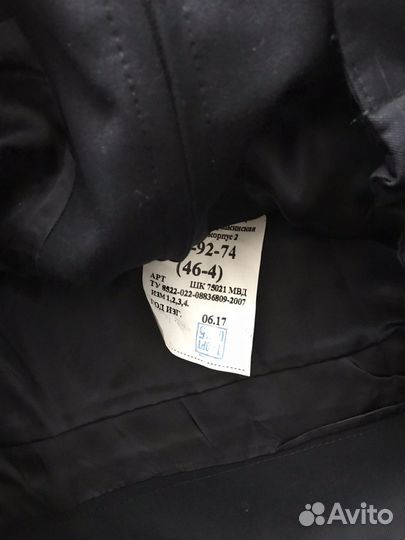 корпус 2
-92-74
(46-4)
АРТ ШК 75021 МВД
ТУ 8522-022-08836809-2007
ИЗМ 1,2,3,4.
ГОД ИЗГ. 06.17
Avito